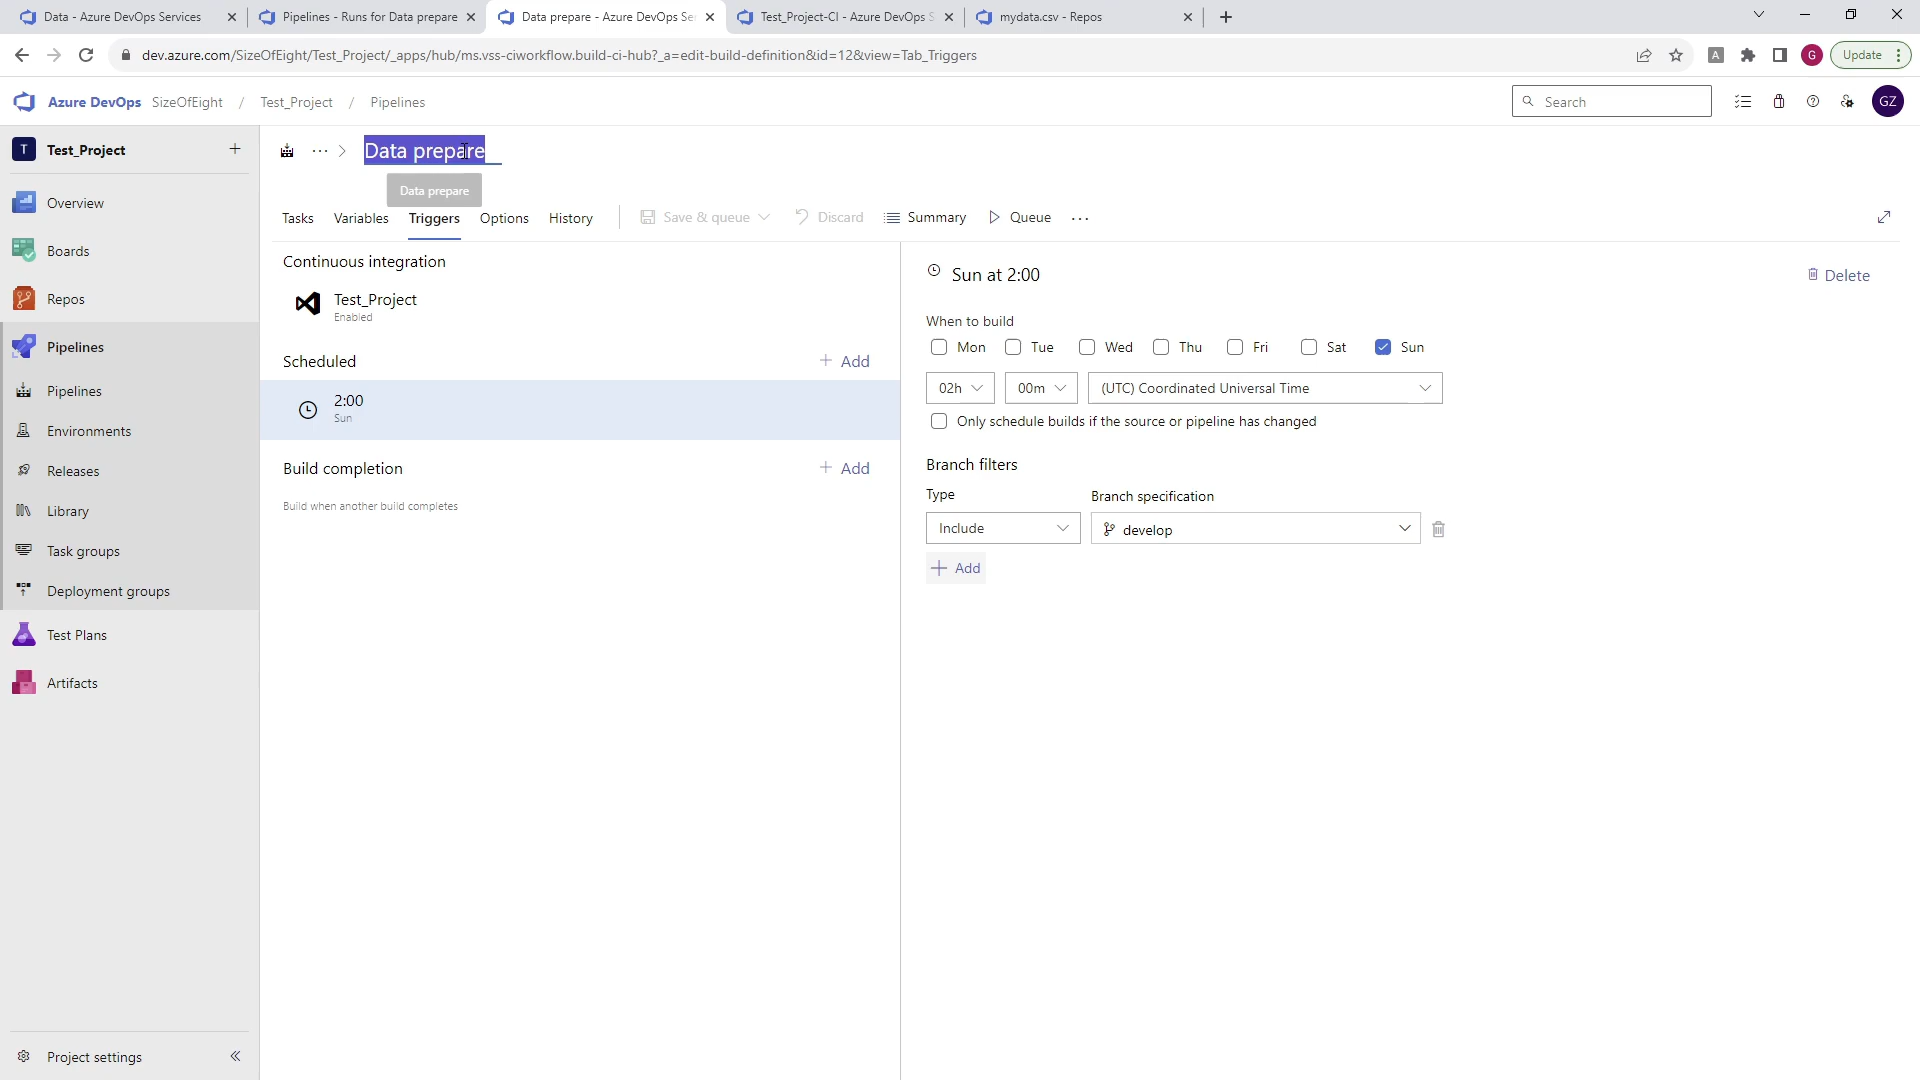 Data - Azure DevOps Services
Pipelines - Runs for Data prepare
Data prepare - Azure DevOps Se
Test_Project-CI - Azure DevOps S
mydata.csv - Repos
dev.azure.com/SizeOfEight/Test_Project/_apps/hub/ms.vss-ciworkflow.build-ci-hub?_a=edit-build-definition&id=12&view=Tab_Triggers
A
G
Update
Azure DevOps SizeOfEight / Test_Project / Pipelines
Search
GZ
T Test_Project
Overview
Boards
Repos
Pipelines
Pipelines
Environments
Releases
Library
Task groups
Deployment groups
Test Plans
Artifacts
Project settings
Data prepare
Data prepare
Tasks Variables Triggers Options History Save & queue Discard Summary Queue
Continuous integration
Test_Project
Enabled
Scheduled
Add
2:00
Sun
Build completion
Add
Build when another build completes
Sun at 2:00
Delete
When to build
Mon Tue Wed Thu Fri Sat Sun
02h 00m (UTC) Coordinated Universal Time
Only schedule builds if the source or pipeline has changed
Branch filters
Type Branch specification
Include develop
Add